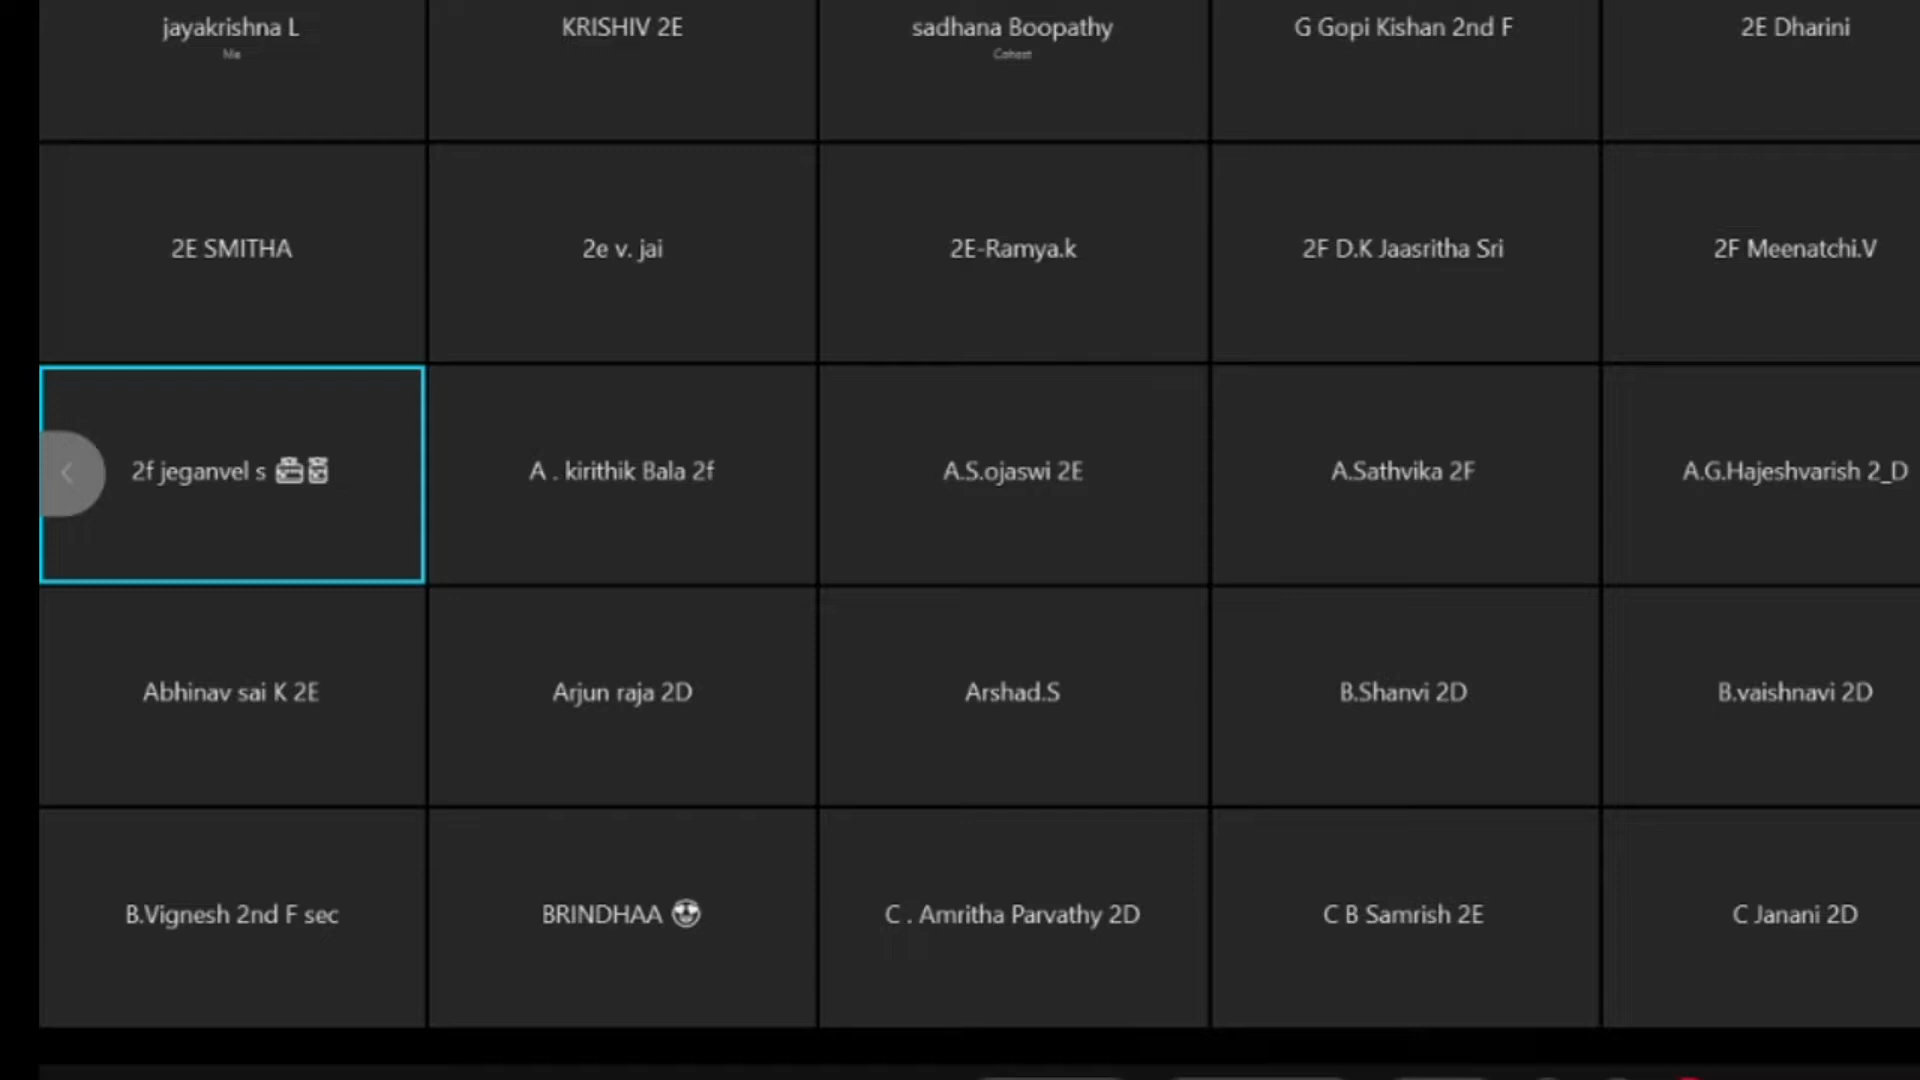 jayakrishna L
Me
KRISHIV 2E
sadhana Boopathy
Cohost
G Gopi Kishan 2nd F
2E Dharini
2E SMITHA
2e v. jai
2E-Ramya.k
2F D.K Jaasritha Sri
2F Meenatchi.V
2f jeganvel s
A . kirithik Bala 2f
A.S.ojaswi 2E
A.Sathvika 2F
A.G.Hajeshvarish 2_D
Abhinav sai K 2E
Arjun raja 2D
Arshad.S
B.Shanvi 2D
B.vaishnavi 2D
B.Vignesh 2nd F sec
BRINDHAA 😍
C . Amritha Parvathy 2D
C B Samrish 2E
C Janani 2D